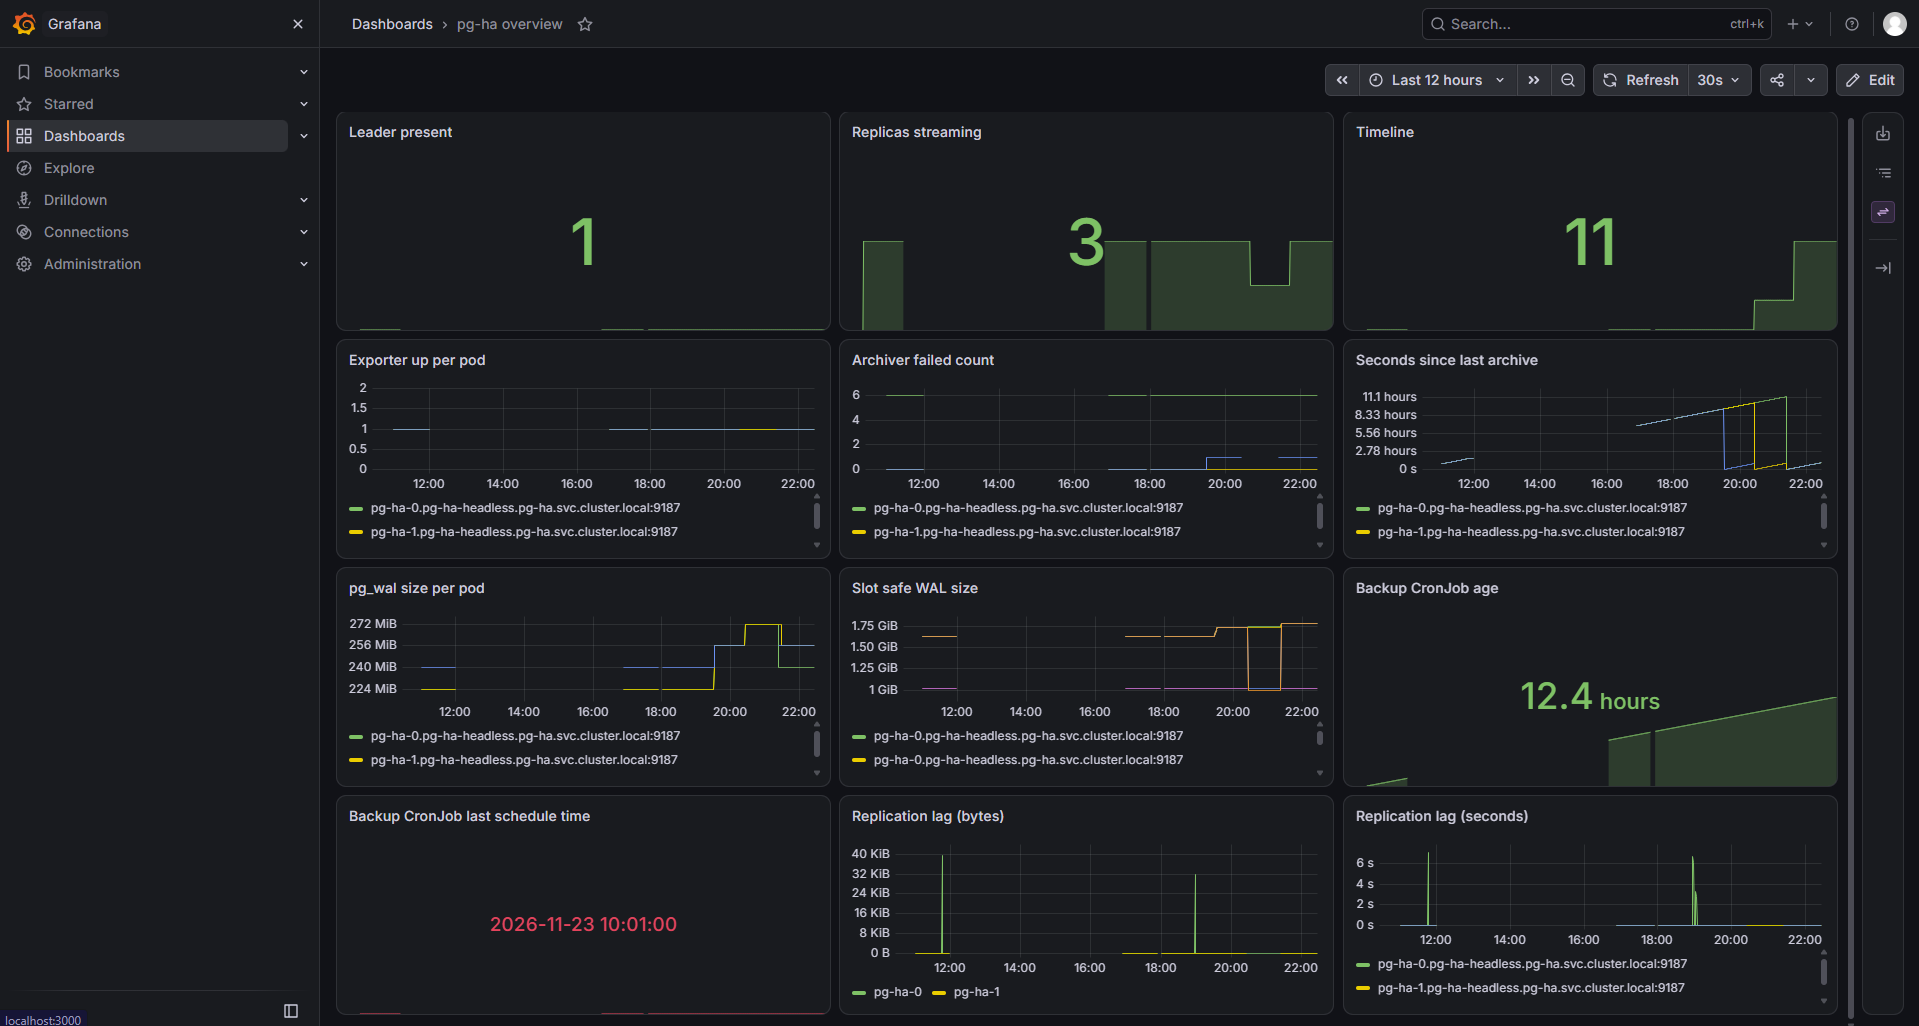 Grafana
Dashboards › pg-ha overview
Search... ctrl+k
Bookmarks
Starred
Dashboards
Explore
Drilldown
Connections
Administration
Last 12 hours
Refresh 30s
Edit
Leader present
1
Replicas streaming
3
Timeline
11
Exporter up per pod
2
1.5
1
0.5
0
12:00 14:00 16:00 18:00 20:00 22:00
pg-ha-0.pg-ha-headless.pg-ha.svc.cluster.local:9187
pg-ha-1.pg-ha-headless.pg-ha.svc.cluster.local:9187
Archiver failed count
6
4
2
0
12:00 14:00 16:00 18:00 20:00 22:00
pg-ha-0.pg-ha-headless.pg-ha.svc.cluster.local:9187
pg-ha-1.pg-ha-headless.pg-ha.svc.cluster.local:9187
Seconds since last archive
11.1 hours
8.33 hours
5.56 hours
2.78 hours
0 s
12:00 14:00 16:00 18:00 20:00 22:00
pg-ha-0.pg-ha-headless.pg-ha.svc.cluster.local:9187
pg-ha-1.pg-ha-headless.pg-ha.svc.cluster.local:9187
pg_wal size per pod
272 MiB
256 MiB
240 MiB
224 MiB
12:00 14:00 16:00 18:00 20:00 22:00
pg-ha-0.pg-ha-headless.pg-ha.svc.cluster.local:9187
pg-ha-1.pg-ha-headless.pg-ha.svc.cluster.local:9187
Slot safe WAL size
1.75 GiB
1.50 GiB
1.25 GiB
1 GiB
12:00 14:00 16:00 18:00 20:00 22:00
pg-ha-0.pg-ha-headless.pg-ha.svc.cluster.local:9187
pg-ha-0.pg-ha-headless.pg-ha.svc.cluster.local:9187
Backup CronJob age
12.4 hours
Backup CronJob last schedule time
2026-11-23 10:01:00
Replication lag (bytes)
40 KiB
32 KiB
24 KiB
16 KiB
8 KiB
0 B
12:00 14:00 16:00 18:00 20:00 22:00
pg-ha-0 pg-ha-1
Replication lag (seconds)
6 s
4 s
2 s
0 s
12:00 14:00 16:00 18:00 20:00 22:00
pg-ha-0.pg-ha-headless.pg-ha.svc.cluster.local:9187
pg-ha-1.pg-ha-headless.pg-ha.svc.cluster.local:9187
localhost:3000